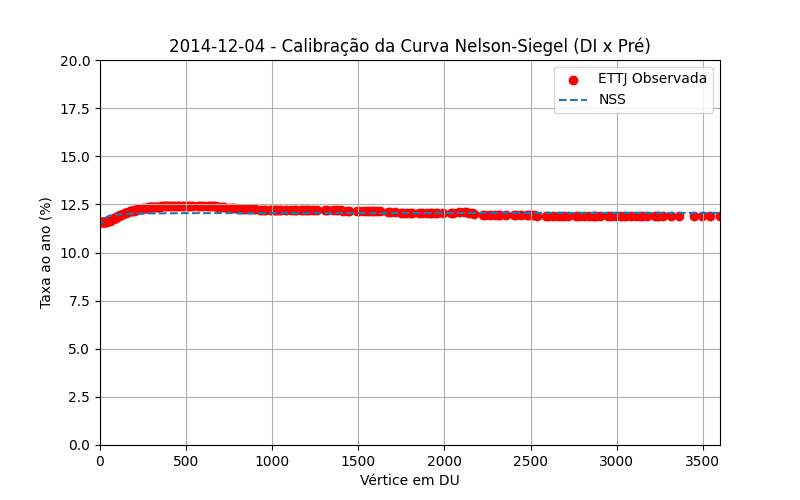 2014-12-04 - Calibração da Curva Nelson-Siegel (DI x Pré)
ETTJ Observada
NSS
Taxa ao ano (%)
20.0
17.5
15.0
12.5
10.0
7.5
5.0
2.5
0.0
0 500 1000 1500 2000 2500 3000 3500
Vértice em DU